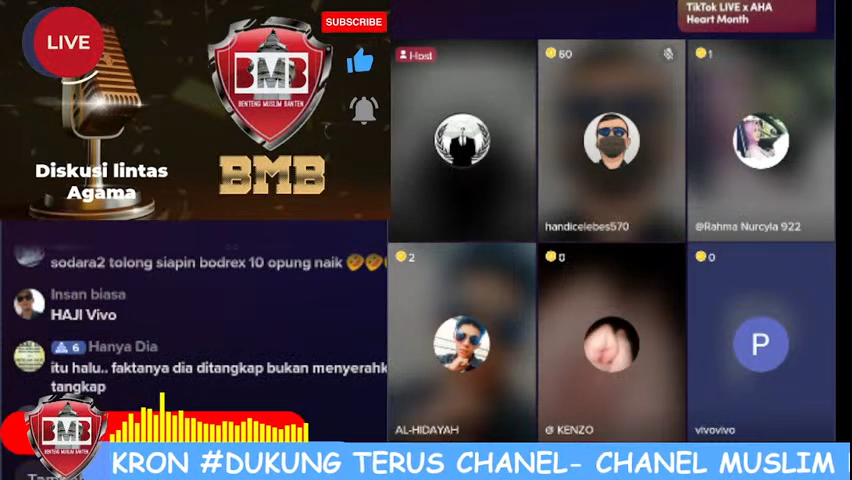 LIVE
SUBSCRIBE
BMB
BENTENG MUSLIM BANTEN
BMB
Diskusi lintas
Agama
TikTok LIVE x AHA
Heart Month
Host
60
1
handicelebes570
@Rahma Nurcyla 922
2
0
0
AL-HIDAYAH
@ KENZO
P
vivovivo
sodara2 tolong siapin bodrex 10 opung naik 🤣🤣
Insan biasa
HAJI Vivo
6 Hanya Dia
itu halu.. faktanya dia ditangkap bukan menyerahk
tangkap
BMB
KRON #DUKUNG TERUS CHANEL- CHANEL MUSLIM